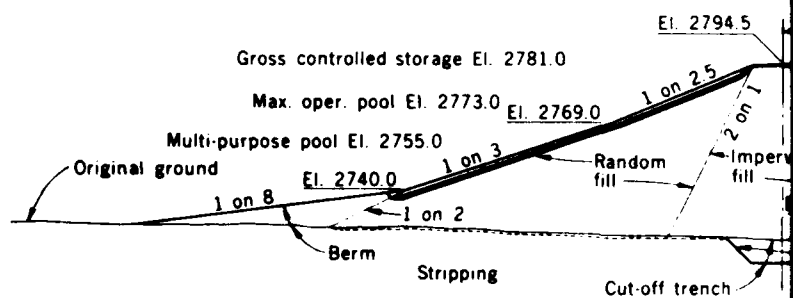 El. 2794.5
Gross controlled storage El. 2781.0
1 on 2.5
Max. oper. pool El. 2773.0
El. 2769.0
2 on 1
Multi-purpose pool El. 2755.0
1 on 3
Original ground
Random
fill
fill
El. 2740.0
1 on 8
1 on 2
Berm
Stripping
Cut-off trench